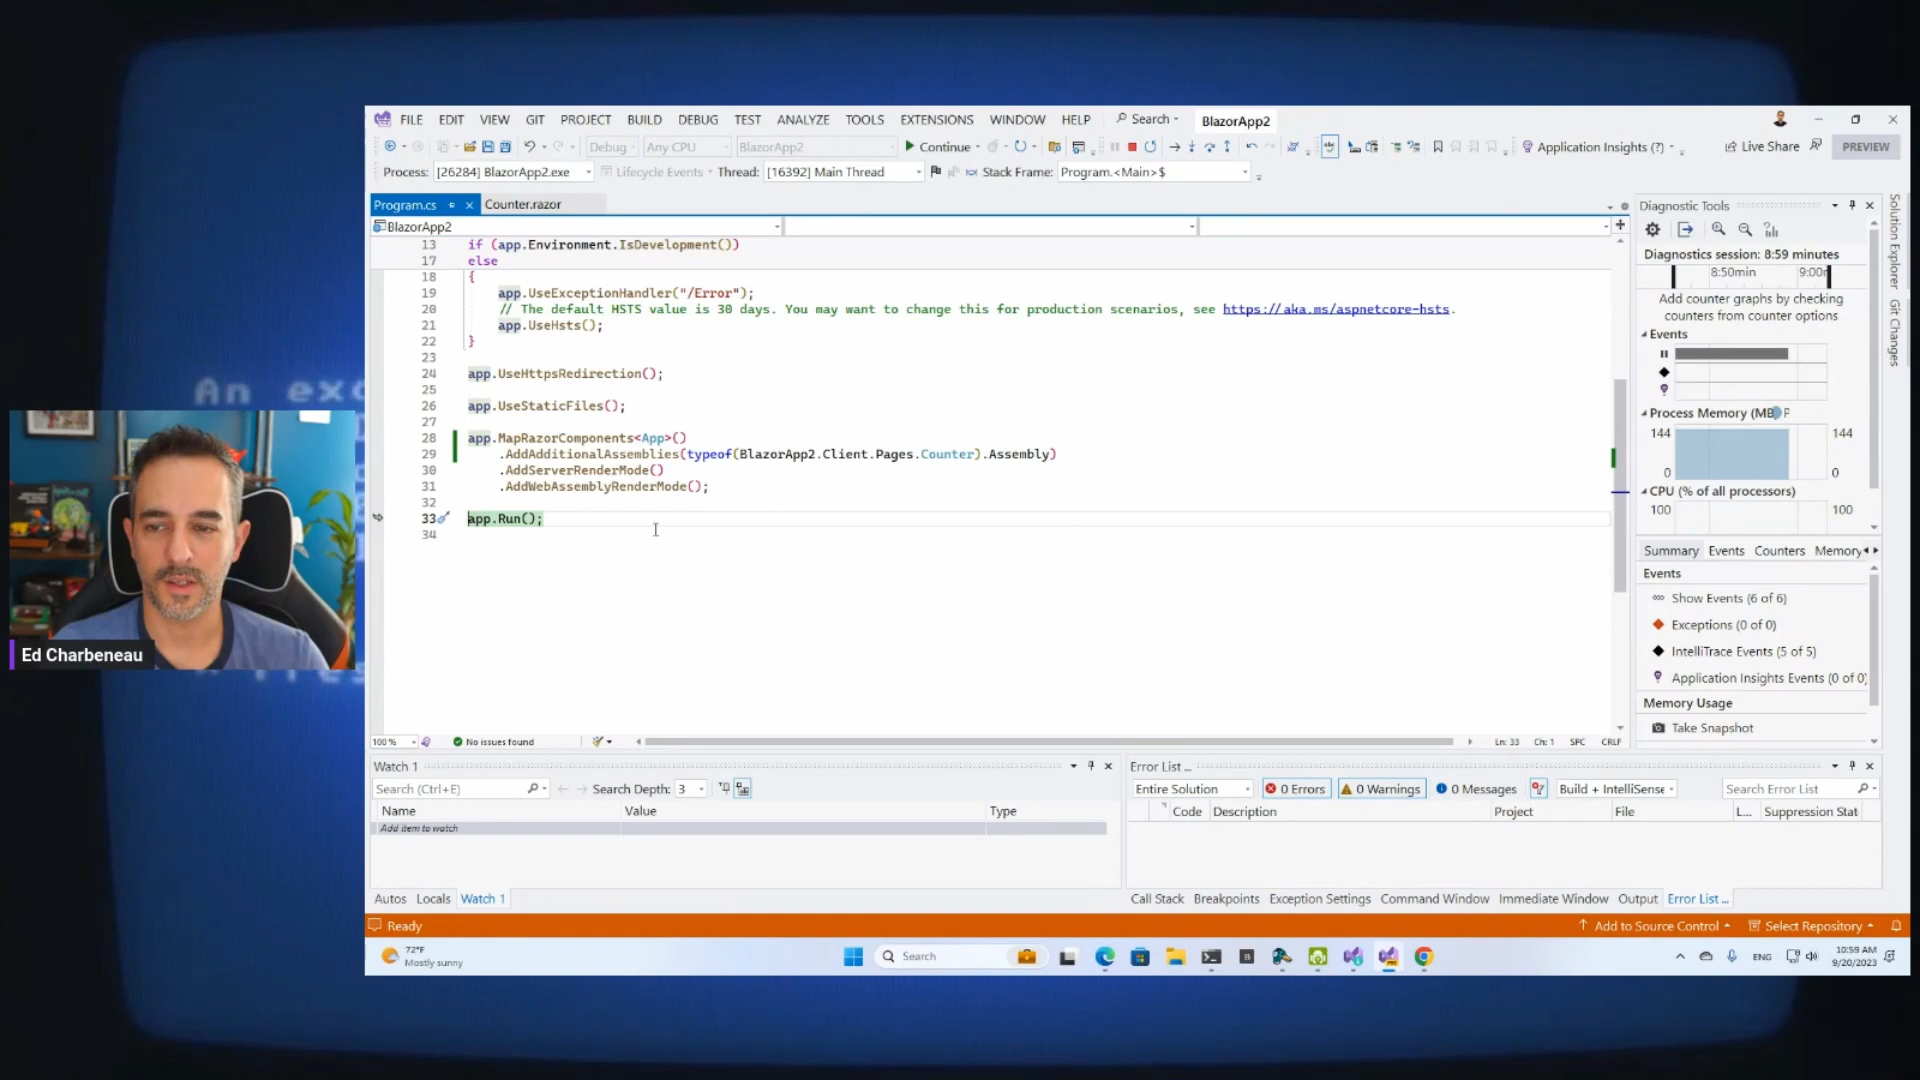 An exc
Ed Charbeneau
FILE EDIT VIEW GIT PROJECT BUILD DEBUG TEST ANALYZE TOOLS EXTENSIONS WINDOW HELP Search BlazorApp2
Debug Any CPU BlazorApp2 Continue Application Insights (?) Live Share PREVIEW
Process: [26284] BlazorApp2.exe Lifecycle Events Thread: [16392] Main Thread Stack Frame: Program.<Main>$
Program.cs Counter.razor
BlazorApp2
13 if (app.Environment.IsDevelopment())
17 else
18 {
19 app.UseExceptionHandler("/Error");
20 // The default HSTS value is 30 days. You may want to change this for production scenarios, see https://aka.ms/aspnetcore-hsts.
21 app.UseHsts();
22 }
23
24 app.UseHttpsRedirection();
25
26 app.UseStaticFiles();
27
28 app.MapRazorComponents<App>()
29 .AddAdditionalAssemblies(typeof(BlazorApp2.Client.Pages.Counter).Assembly)
30 .AddServerRenderMode()
31 .AddWebAssemblyRenderMode();
32
33 app.Run();
34
100 % No issues found Ln: 33 Ch: 1 SPC CRLF
Diagnostic Tools
Diagnostics session: 8:59 minutes
8:50min 9:00m
Add counter graphs by checking
counters from counter options
Events
Process Memory (MB) P
144 144
0 0
CPU (% of all processors)
100 100
Summary Events Counters Memory
Events
Show Events (6 of 6)
Exceptions (0 of 0)
IntelliTrace Events (5 of 5)
Application Insights Events (0 of 0)
Memory Usage
Take Snapshot
Solution Explorer
Git Changes
Watch 1
Search (Ctrl+E) Search Depth: 3
Name Value Type
Add item to watch
Autos Locals Watch 1
Error List ...
Entire Solution 0 Errors 0 Warnings 0 Messages Build + IntelliSense Search Error List
Code Description Project File L... Suppression Stat
Call Stack Breakpoints Exception Settings Command Window Immediate Window Output Error List ...
Ready Add to Source Control Select Repository
72°F
Mostly sunny
Search
ENG
10:59 AM
9/20/2023